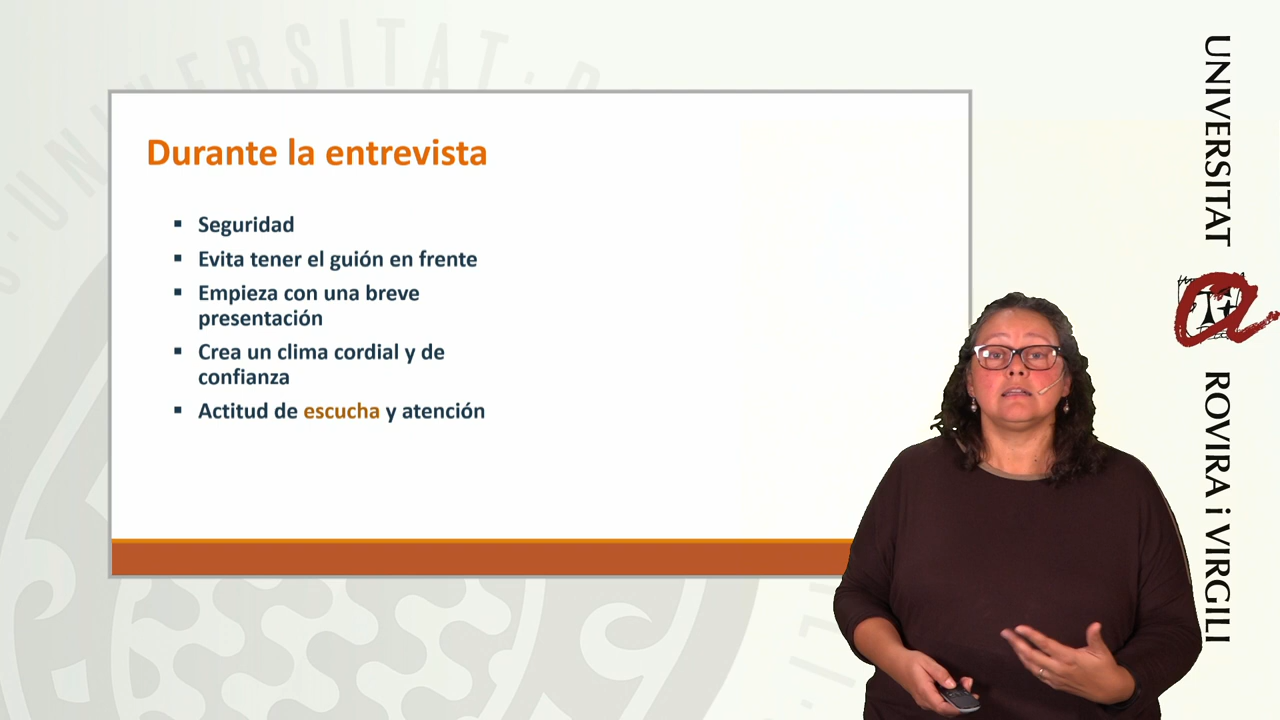 Durante la entrevista
▪ Seguridad
▪ Evita tener el guión en frente
▪ Empieza con una breve
presentación
▪ Crea un clima cordial y de
confianza
▪ Actitud de escucha y atención
UNIVERSITAT
ROVIRA i VIRGILI